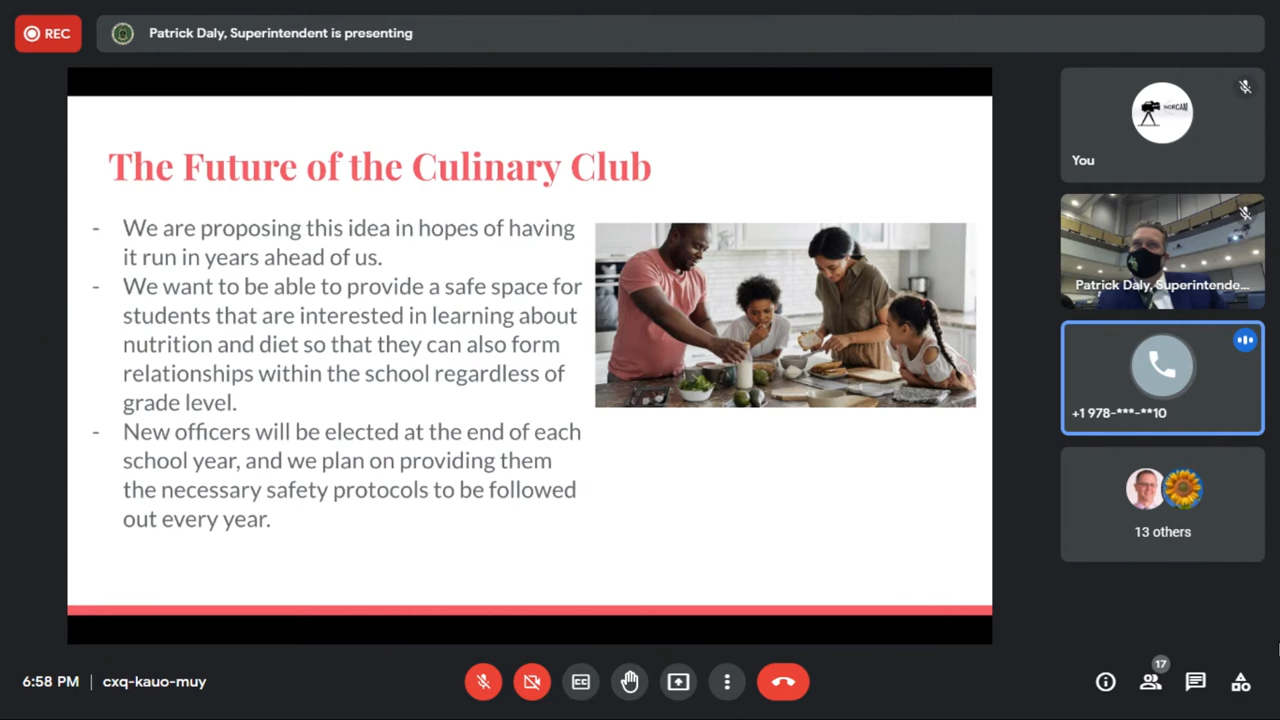 REC
Patrick Daly, Superintendent is presenting
The Future of the Culinary Club
- We are proposing this idea in hopes of having
it run in years ahead of us.
- We want to be able to provide a safe space for
students that are interested in learning about
nutrition and diet so that they can also form
relationships within the school regardless of
grade level.
- New officers will be elected at the end of each
school year, and we plan on providing them
the necessary safety protocols to be followed
out every year.
NORCAM
You
Patrick Daly, Superintende...
+1 978-***-**10
13 others
6:58 PM | cxq-kauo-muy
CC
17